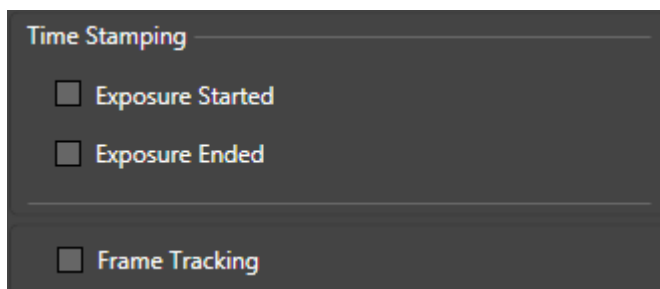 Time Stamping
Exposure Started
Exposure Ended
Frame Tracking